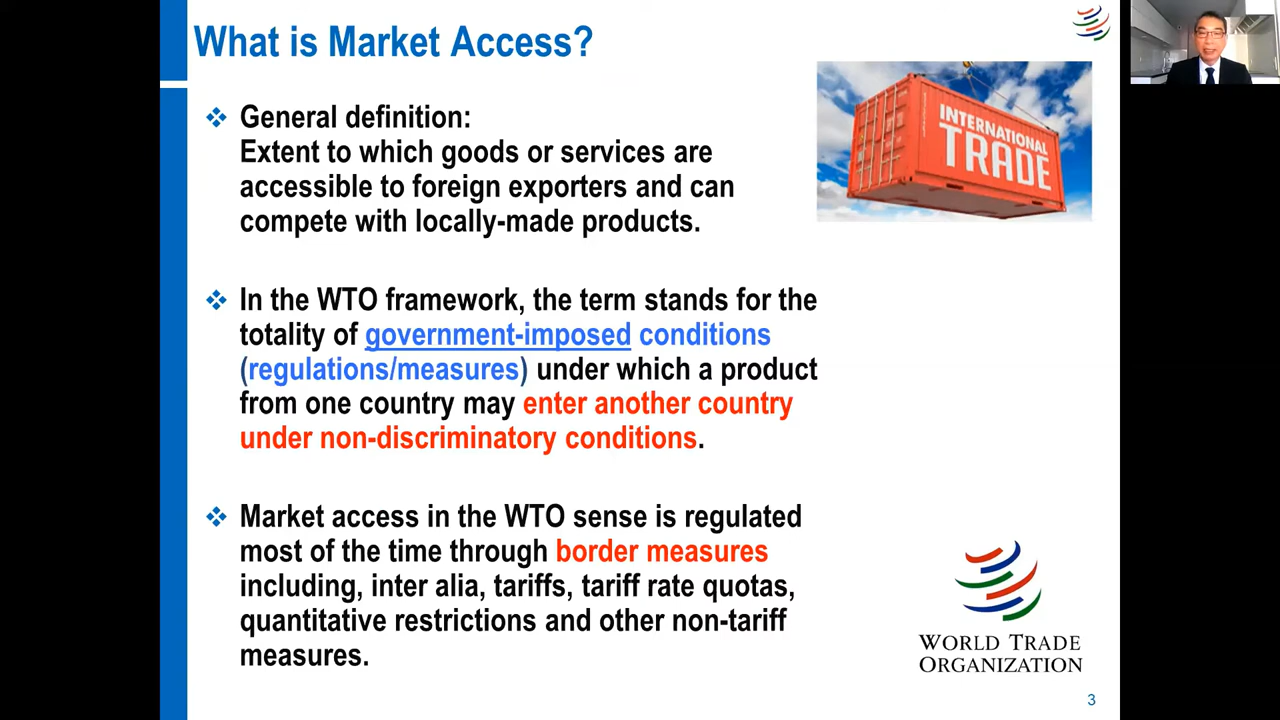 What is Market Access?
General definition:
Extent to which goods or services are
accessible to foreign exporters and can
compete with locally-made products.
INTERNATIONAL
TRADE
In the WTO framework, the term stands for the
totality of government-imposed conditions
(regulations/measures) under which a product
from one country may enter another country
under non-discriminatory conditions.
Market access in the WTO sense is regulated
most of the time through border measures
including, inter alia, tariffs, tariff rate quotas,
quantitative restrictions and other non-tariff
measures.
WORLD TRADE
ORGANIZATION
3